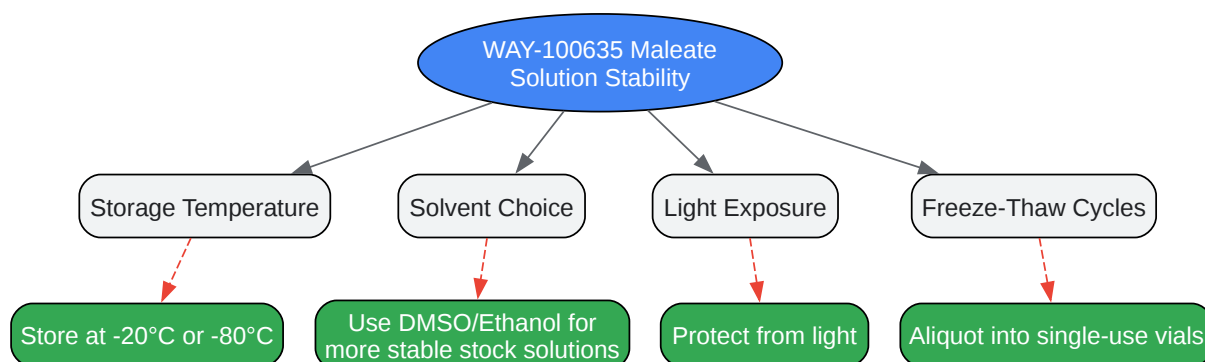 WAY-100635 Maleate
Solution Stability
Storage Temperature
Solvent Choice
Light Exposure
Freeze-Thaw Cycles
Store at -20°C or -80°C
Use DMSO/Ethanol for
more stable stock solutions
Protect from light
Aliquot into single-use vials